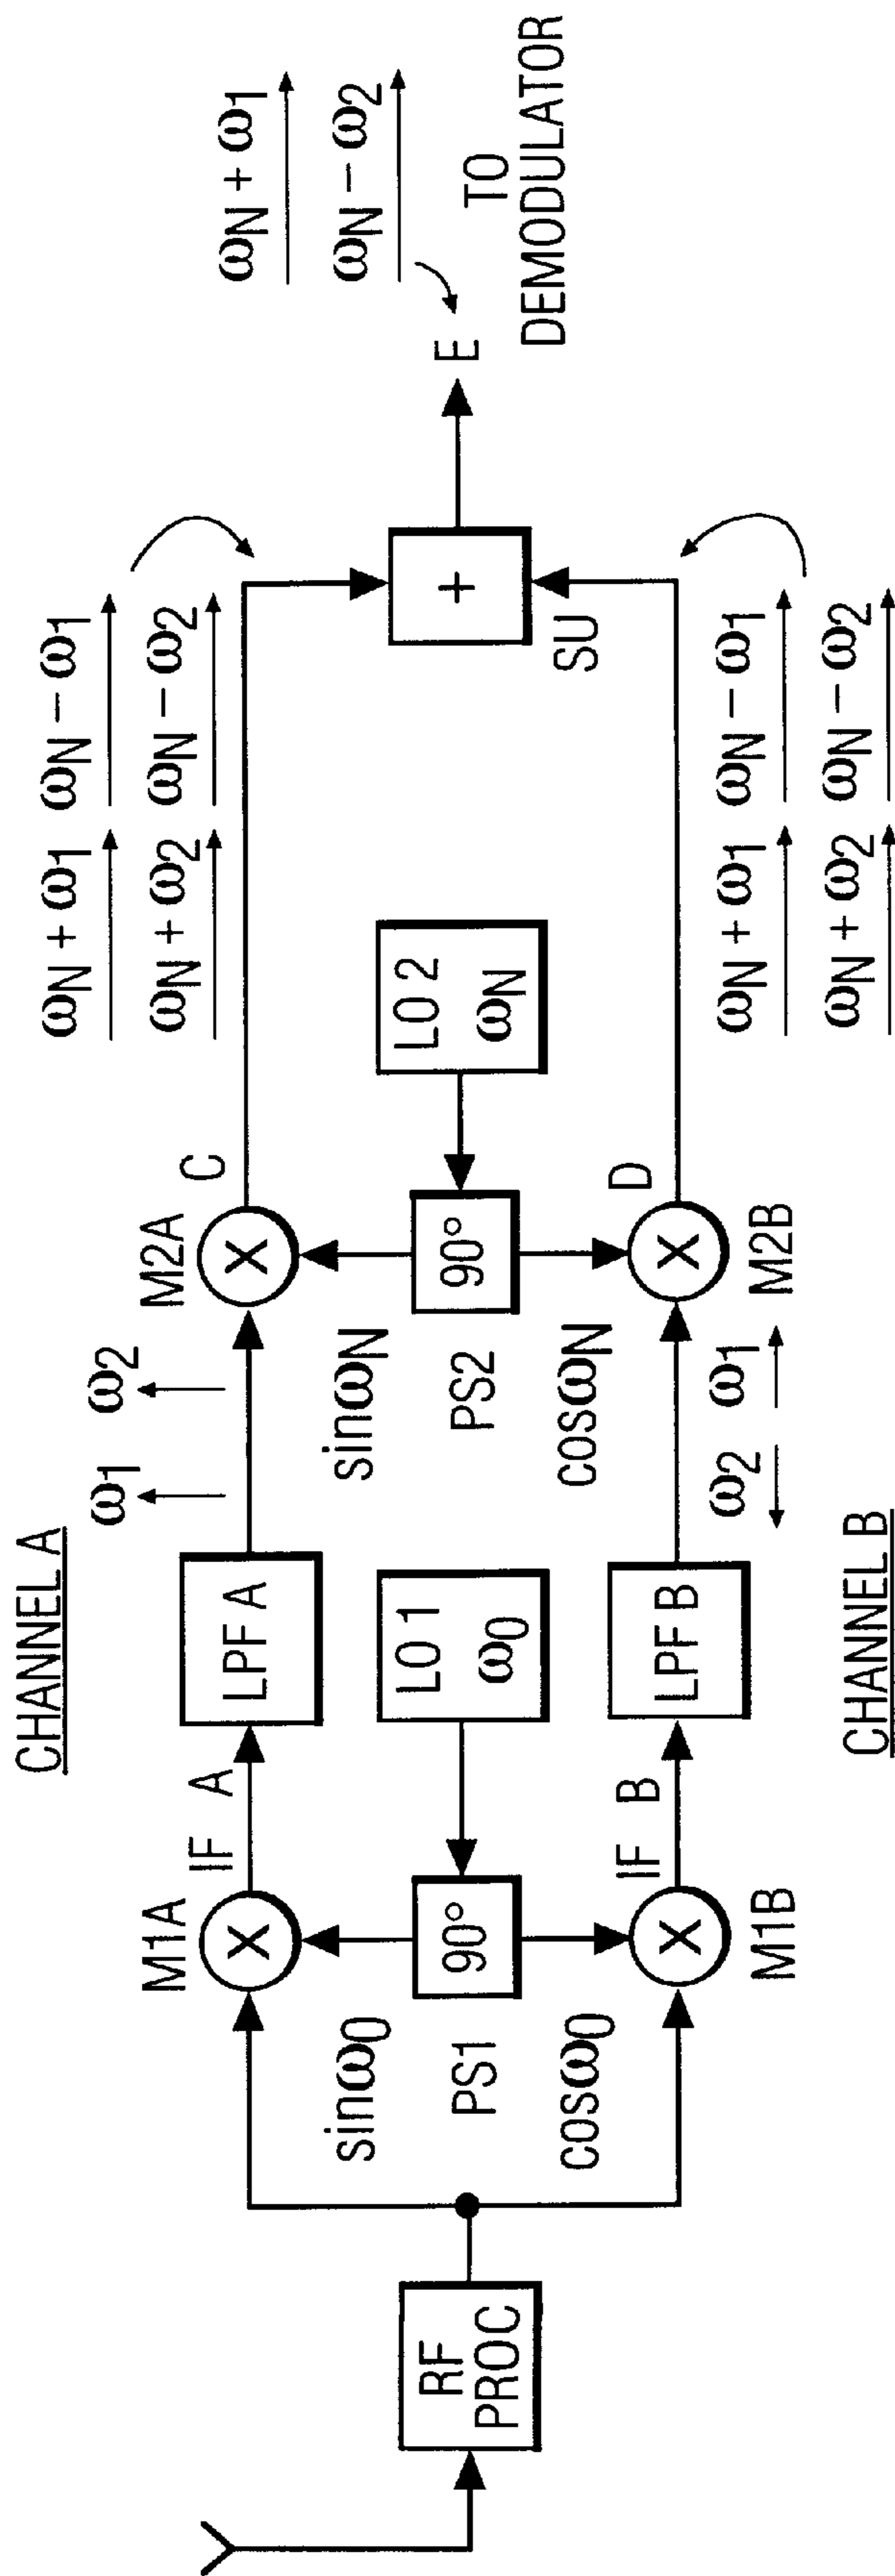 CHANNEL A
RF
PROC
M1A
IF A
sinω0
90°
PS1
cosω0
LO 1
ω0
IF B
M1B
LPF A
LPF B
ω1 ω2
M2A
C
sinωN
90°
PS2
cosωN
LO 2
ωN
D
M2B
ω2 ω1
CHANNEL B
ωN + ω1 ωN − ω1
ωN + ω2 ωN − ω2
+
SU
ωN + ω1 ωN − ω1
ωN + ω2 ωN − ω2
ωN + ω1
ωN − ω2
E
TO
DEMODULATOR